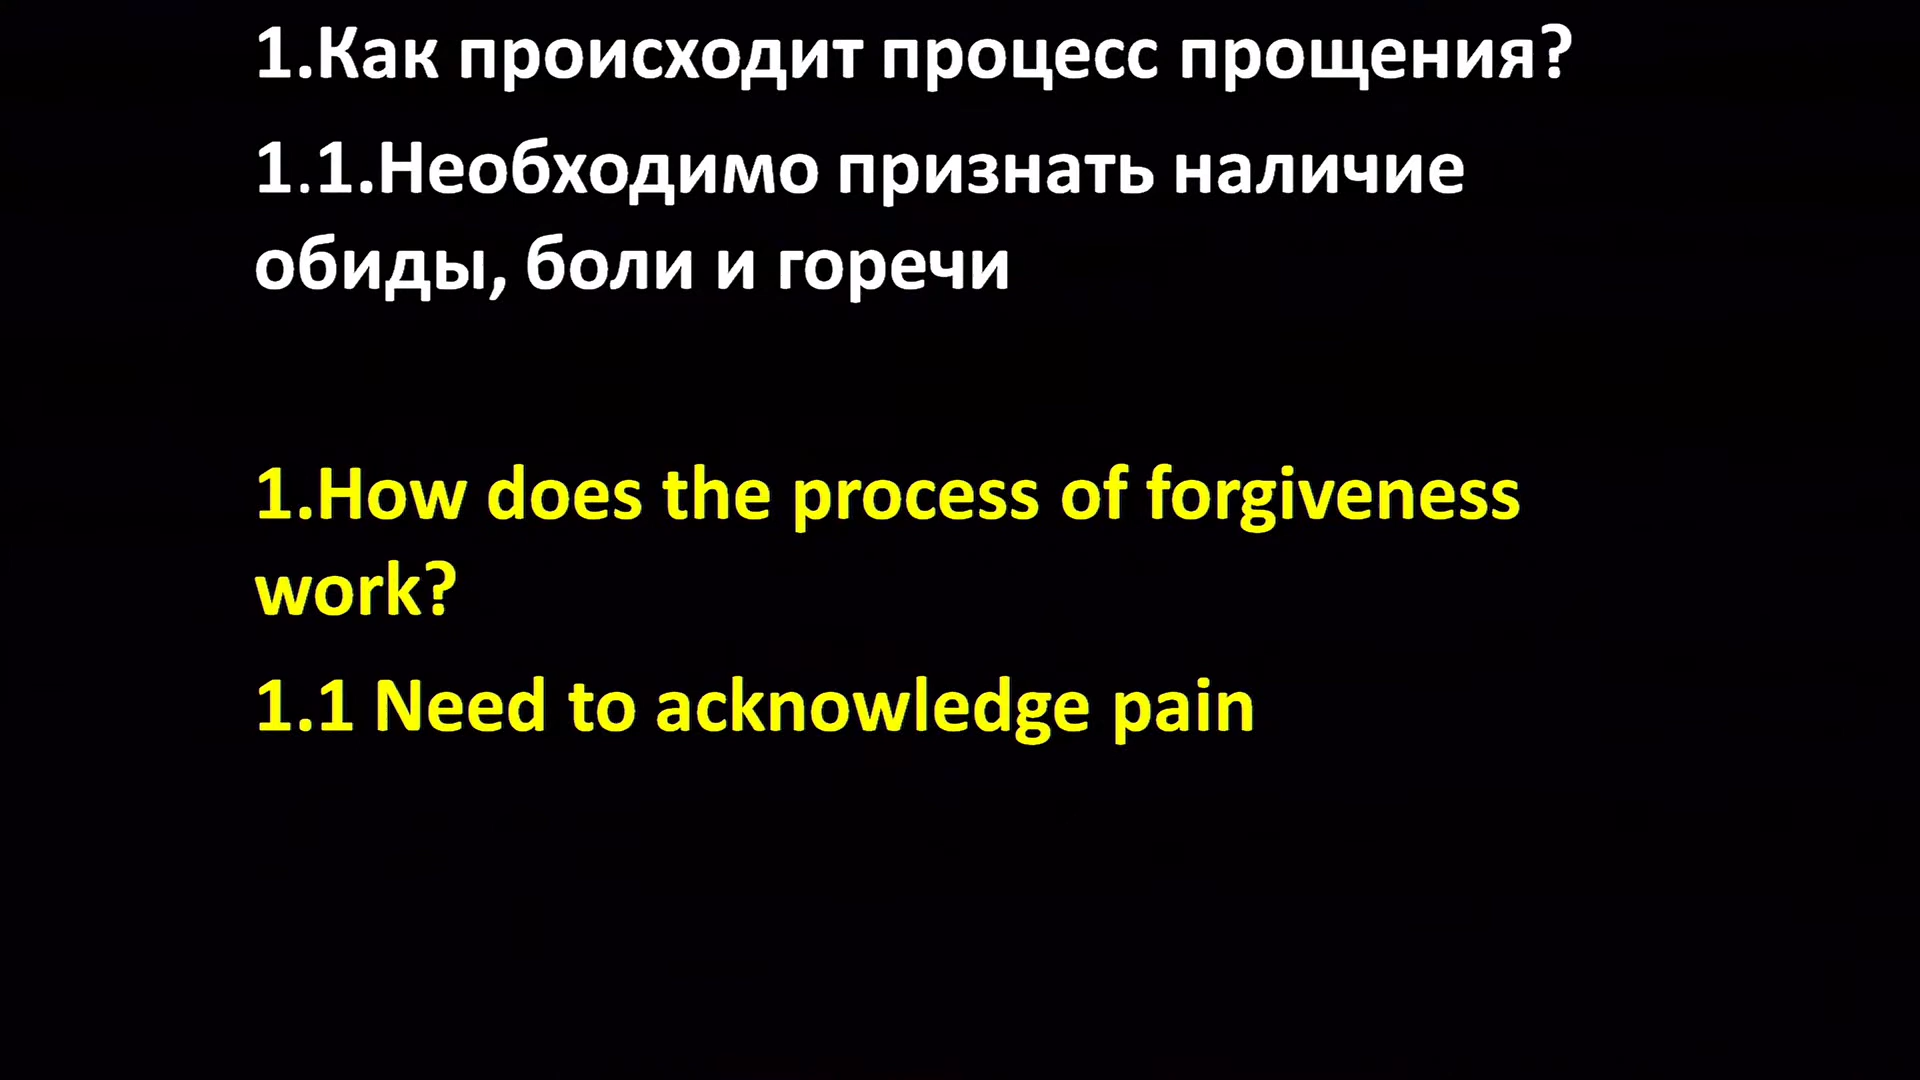 1.Как происходит процесс прощения?
1.1.Необходимо признать наличие
обиды, боли и горечи
1.How does the process of forgiveness
work?
1.1 Need to acknowledge pain